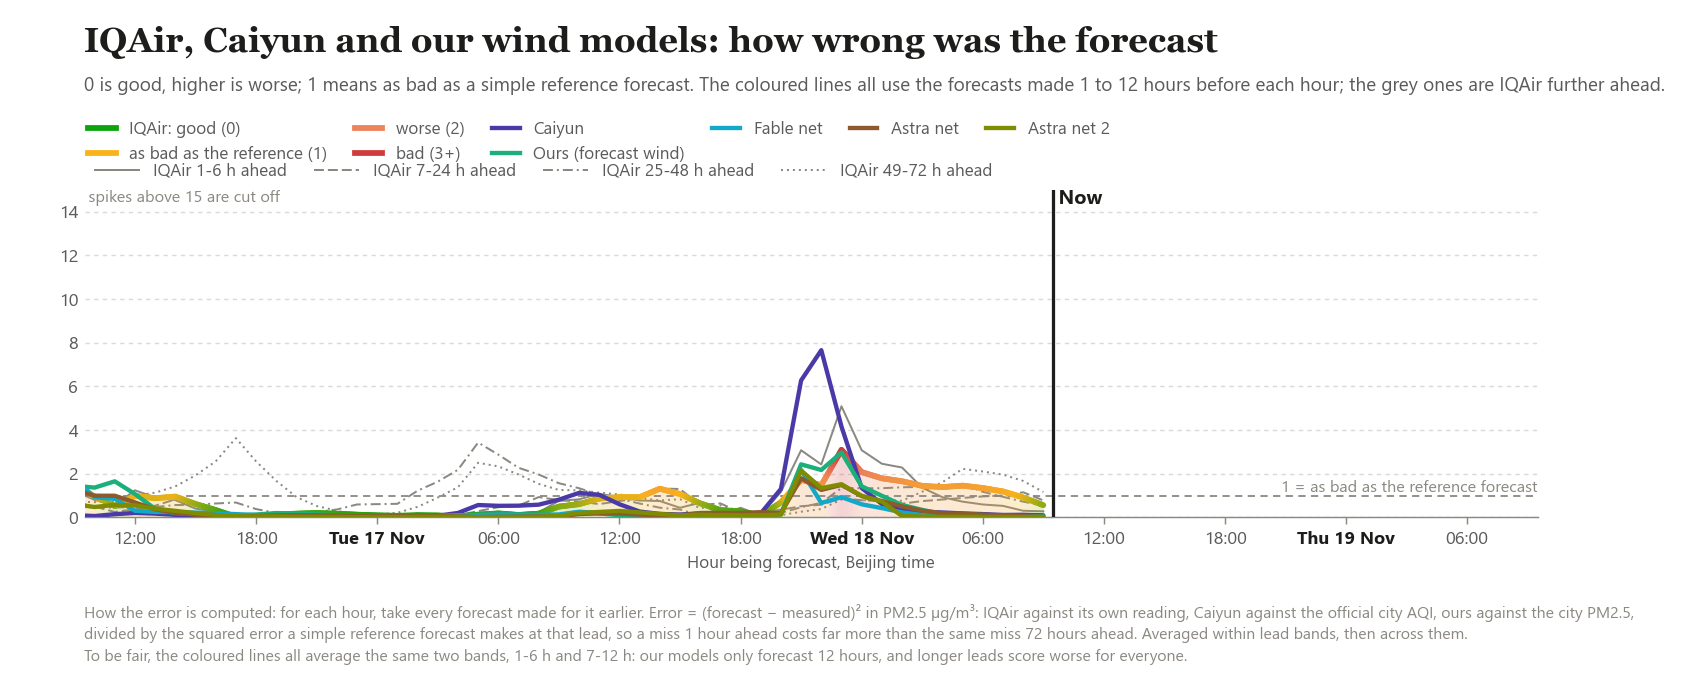 IQAir, Caiyun and our wind models: how wrong was the forecast
0 is good, higher is worse; 1 means as bad as a simple reference forecast. The coloured lines all use the forecasts made 1 to 12 hours before each hour; the grey ones are IQAir further ahead.
IQAir: good (0) worse (2) Caiyun Fable net Astra net Astra net 2
as bad as the reference (1) bad (3+) Ours (forecast wind)
IQAir 1-6 h ahead IQAir 7-24 h ahead IQAir 25-48 h ahead IQAir 49-72 h ahead
spikes above 15 are cut off
Now
14
12
10
8
6
4
2
0
1 = as bad as the reference forecast
12:00 18:00 Tue 17 Nov 06:00 12:00 18:00 Wed 18 Nov 06:00 12:00 18:00 Thu 19 Nov 06:00
Hour being forecast, Beijing time
How the error is computed: for each hour, take every forecast made for it earlier. Error = (forecast − measured)² in PM2.5 µg/m³: IQAir against its own reading, Caiyun against the official city AQI, ours against the city PM2.5,
divided by the squared error a simple reference forecast makes at that lead, so a miss 1 hour ahead costs far more than the same miss 72 hours ahead. Averaged within lead bands, then across them.
To be fair, the coloured lines all average the same two bands, 1-6 h and 7-12 h: our models only forecast 12 hours, and longer leads score worse for everyone.